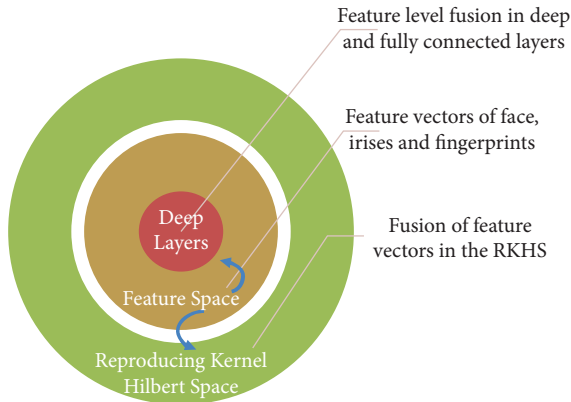 Feature level fusion in deep
and fully connected layers
Feature vectors of face,
irises and fingerprints
Fusion of feature
vectors in the RKHS
Deep
Layers
Feature Space
Reproducing Kernel
Hilbert Space